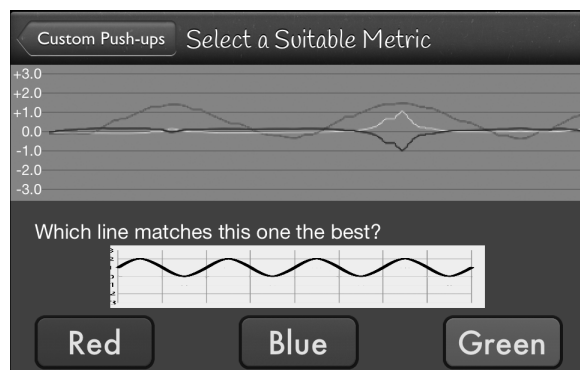 Custom Push-ups
Select a Suitable Metric
+3.0
+2.0
+1.0
0.0
-1.0
-2.0
-3.0
Which line matches this one the best?
Red
Blue
Green